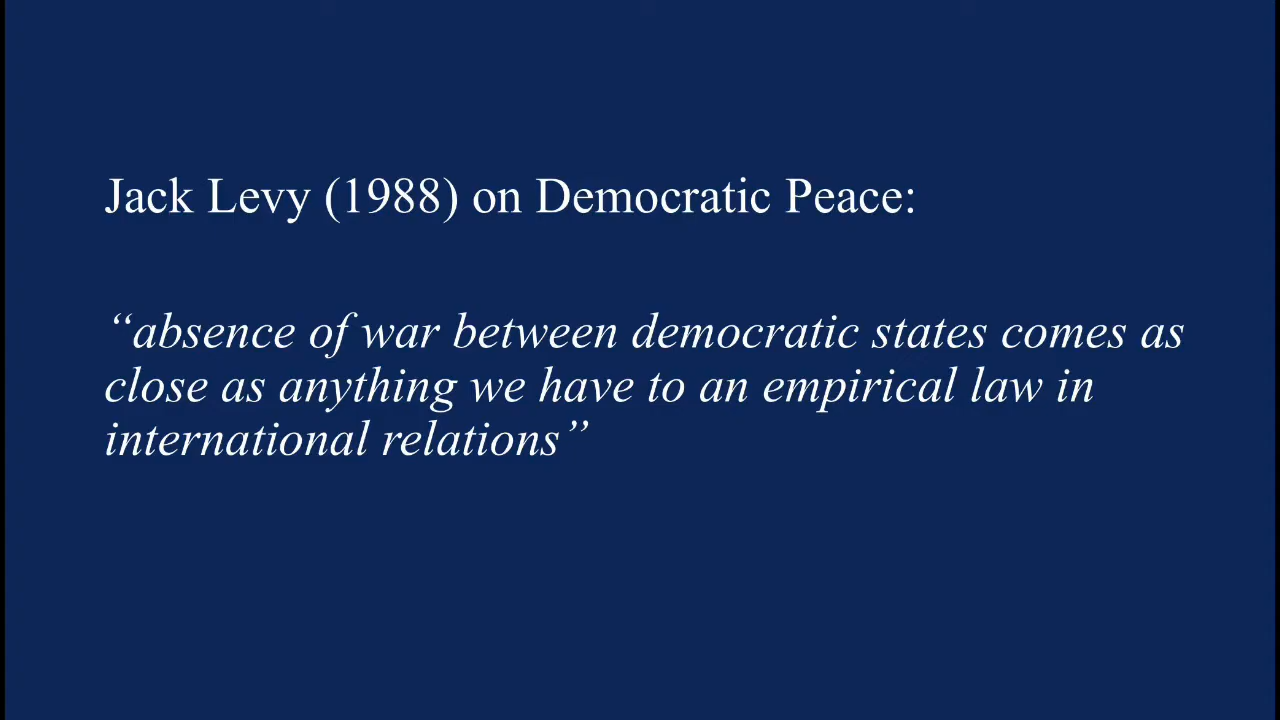 Jack Levy (1988) on Democratic Peace:
“absence of war between democratic states comes as
close as anything we have to an empirical law in
international relations”